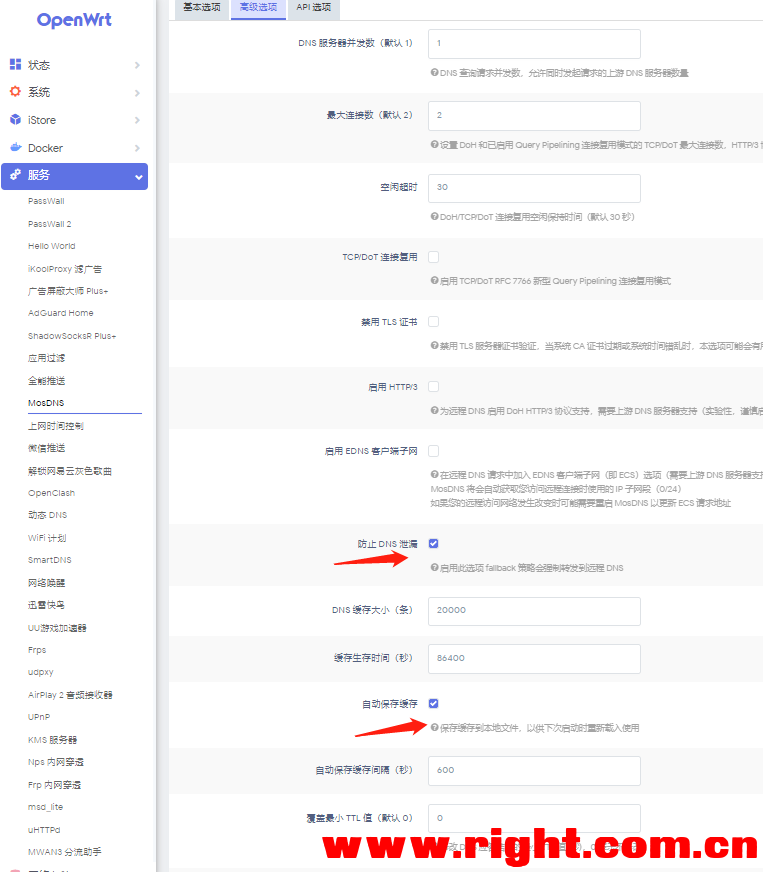 OpenWrt
状态
系统
iStore
Docker
服务
PassWall
PassWall 2
Hello World
iKoolProxy 滤广告
广告屏蔽大师 Plus+
AdGuard Home
ShadowSocksR Plus+
应用过滤
全能推送
MosDNS
上网时间控制
微信推送
解锁网易云灰色歌曲
OpenClash
动态 DNS
WiFi 计划
SmartDNS
网络唤醒
迅雷快鸟
UU游戏加速器
Frps
udpxy
AirPlay 2 音频接收器
UPnP
KMS 服务器
Nps 内网穿透
Frp 内网穿透
msd_lite
uHTTPd
MWAN3 分流助手
基本选项 高级选项 API 选项
DNS 服务器并发数（默认 1） 1
DNS 查询请求并发数，允许同时发起请求的上游 DNS 服务器数量
最大连接数（默认 2） 2
设置 DoH 和已启用 Query Pipelining 连接复用模式的 TCP/DoT 最大连接数，HTTP/3
空闲超时 30
DoH/TCP/DoT 连接复用空闲保持时间（默认 30 秒）
TCP/DoT 连接复用
启用 TCP/DoT RFC 7766 新型 Query Pipelining 连接复用模式
禁用 TLS 证书
禁用 TLS 服务器证书验证，当系统 CA 证书过期或系统时间错乱时，本选项可能会有
启用 HTTP/3
为远程 DNS 启用 DoH HTTP/3 协议支持，需要上游 DNS 服务器支持（实验性，谨慎启
启用 EDNS 客户端子网
在远程 DNS 请求中加入 EDNS 客户端子网（即 ECS）选项（需要上游 DNS 服务器支
MosDNS 将会自动获取您访问远程连接时使用的 IP 子网段（0/24）
如果您的远程访问网络发生改变时可能需要重启 MosDNS 以更新 ECS 请求地址
防止 DNS 泄漏
启用此选项 fallback 策略会强制转发到远程 DNS
DNS 缓存大小（条） 20000
缓存生存时间（秒） 86400
自动保存缓存
保存缓存到本地文件，以供下次启动时重新载入使用
自动保存缓存间隔（秒） 600
覆盖最小 TTL 值（默认 0） 0
www.right.com.cn